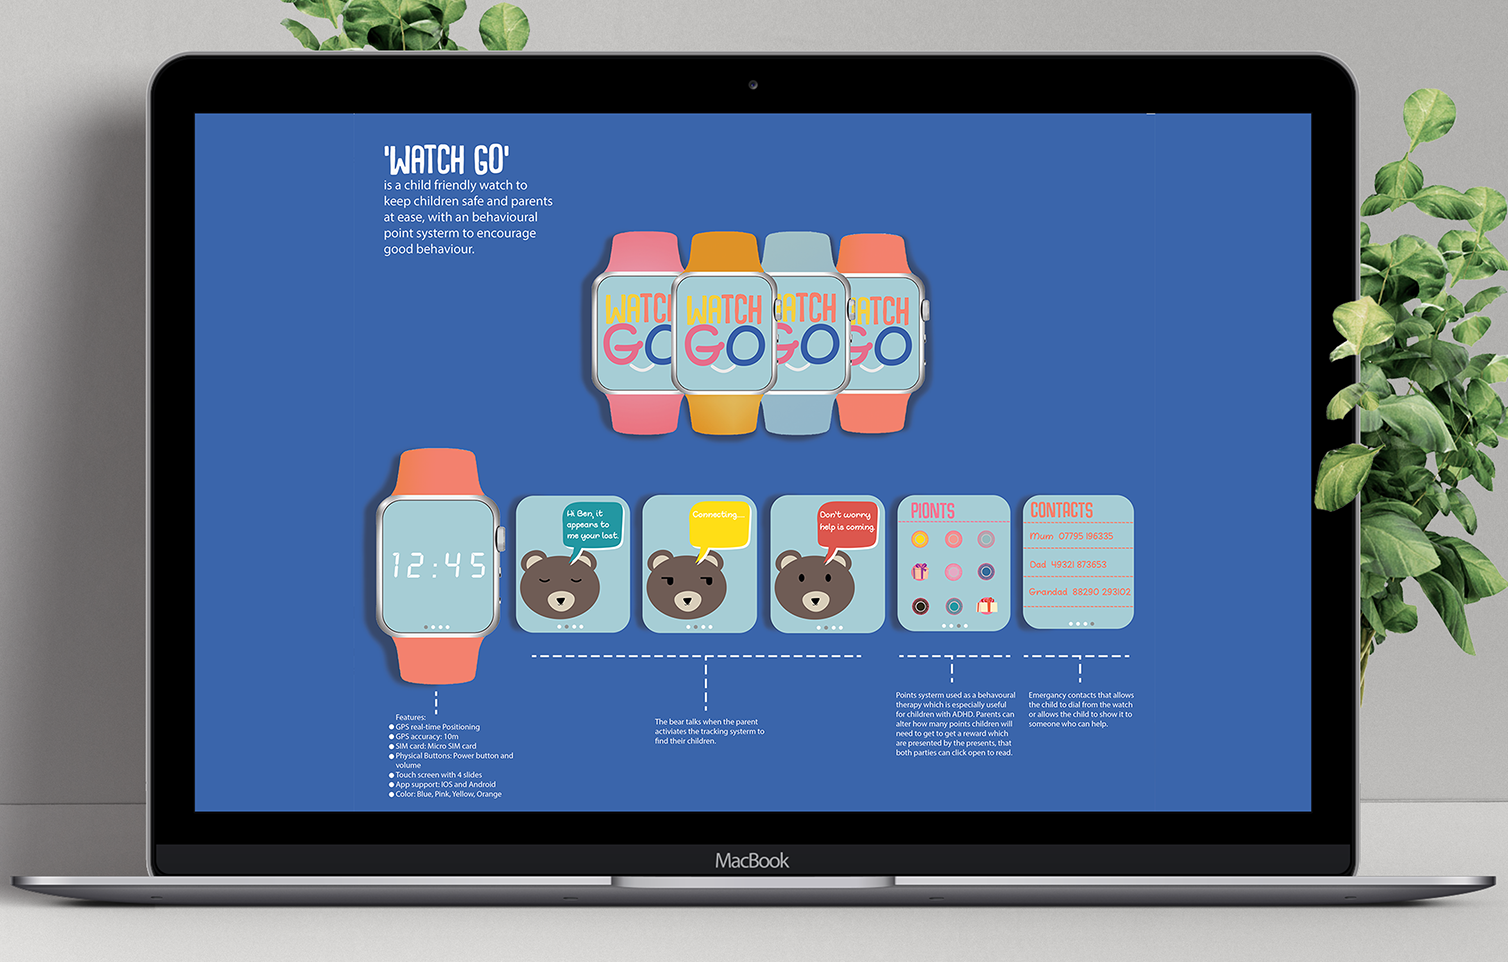 'WATCH GO'
is a child friendly watch to
keep children safe and parents
at ease, with an behavioural
point systerm to encourage
good behaviour.
WATCH
GO
WATCH
GO
WATCH
GO
WATCH
GO
12:45
Hi Ben, it
appears to
me your lost.
Connecting....
Don't worry
help is coming.
PIONTS
CONTACTS
Mum 07795 196335
Dad 49321 873653
Grandad 88290 293102
Features:
GPS real-time Positioning
GPS accuracy: 10m
SIM card: Micro SIM card
Physical Buttons: Power button and
volume
Touch screen with 4 slides
App support: IOS and Android
Color: Blue, Pink, Yellow, Orange
The bear talks when the parent
activiates the tracking systerm to
find their children.
Points systerm used as a behavoural
therapy which is especially useful
for children with ADHD. Parents can
alter how many points children will
need to get to get a reward which
are presented by the presents, that
both parties can click open to read.
Emergancy contacts that allows
the child to dial from the watch
or allows the child to show it to
someone who can help.
MacBook